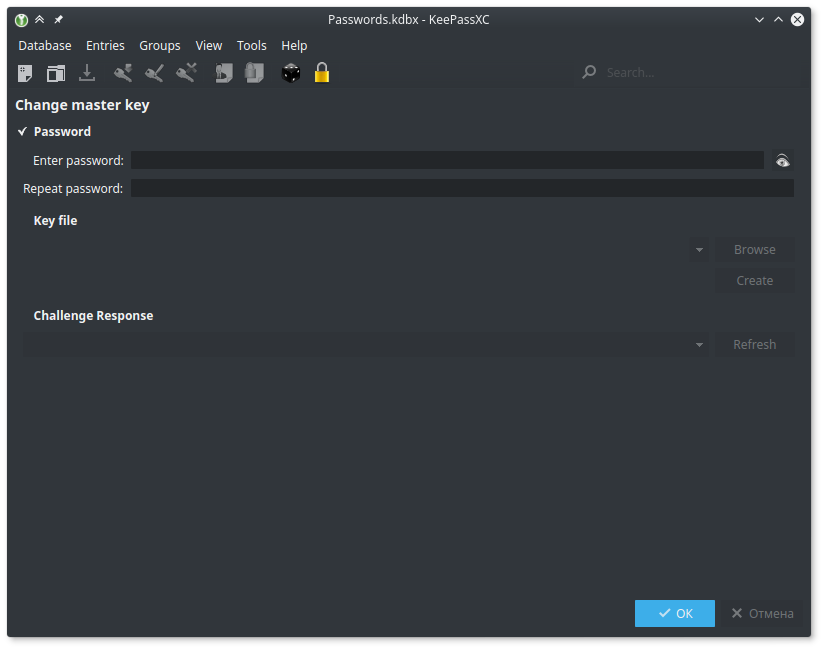 Passwords.kdbx - KeePassXC
Database Entries Groups View Tools Help
Search...
Change master key
Password
Enter password:
Repeat password:
Key file
Browse
Create
Challenge Response
Refresh
OK Отмена